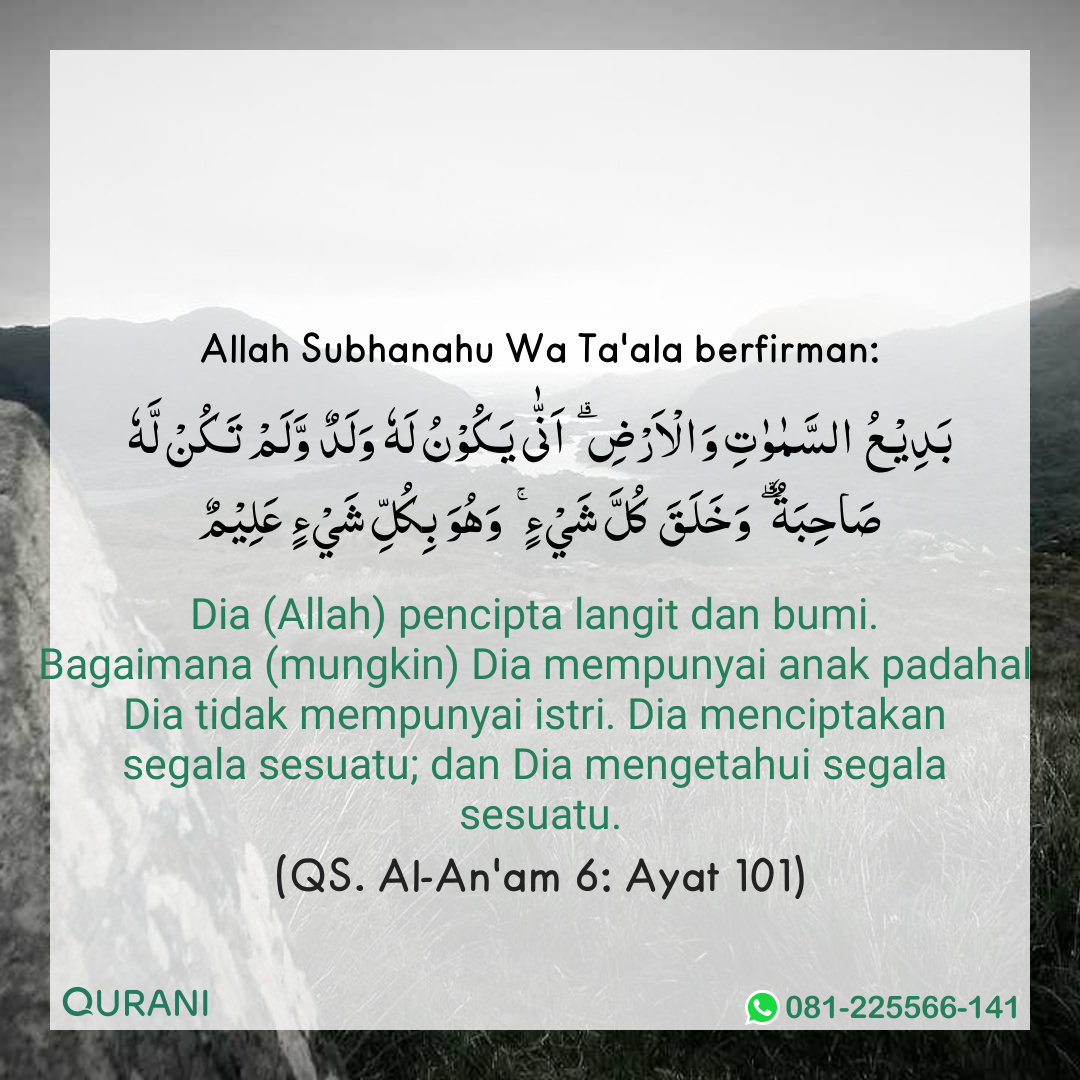 Allah Subhanahu Wa Ta'ala berfirman:
بَدِيْعُ السَّمٰوٰتِ وَالْاَرْضِۗ اَنّٰى يَكُوْنُ لَهٗ وَلَدٌ وَّلَمْ تَكُنْ لَّهٗ
صَاحِبَةٌ ۗ وَخَلَقَ كُلَّ شَيْءٍ ۚ وَهُوَ بِكُلِّ شَيْءٍ عَلِيْمٌ
Dia (Allah) pencipta langit dan bumi.
Bagaimana (mungkin) Dia mempunyai anak padahal
Dia tidak mempunyai istri. Dia menciptakan
segala sesuatu; dan Dia mengetahui segala
sesuatu.
(QS. Al-An'am 6: Ayat 101)
QURANI
081-225566-141